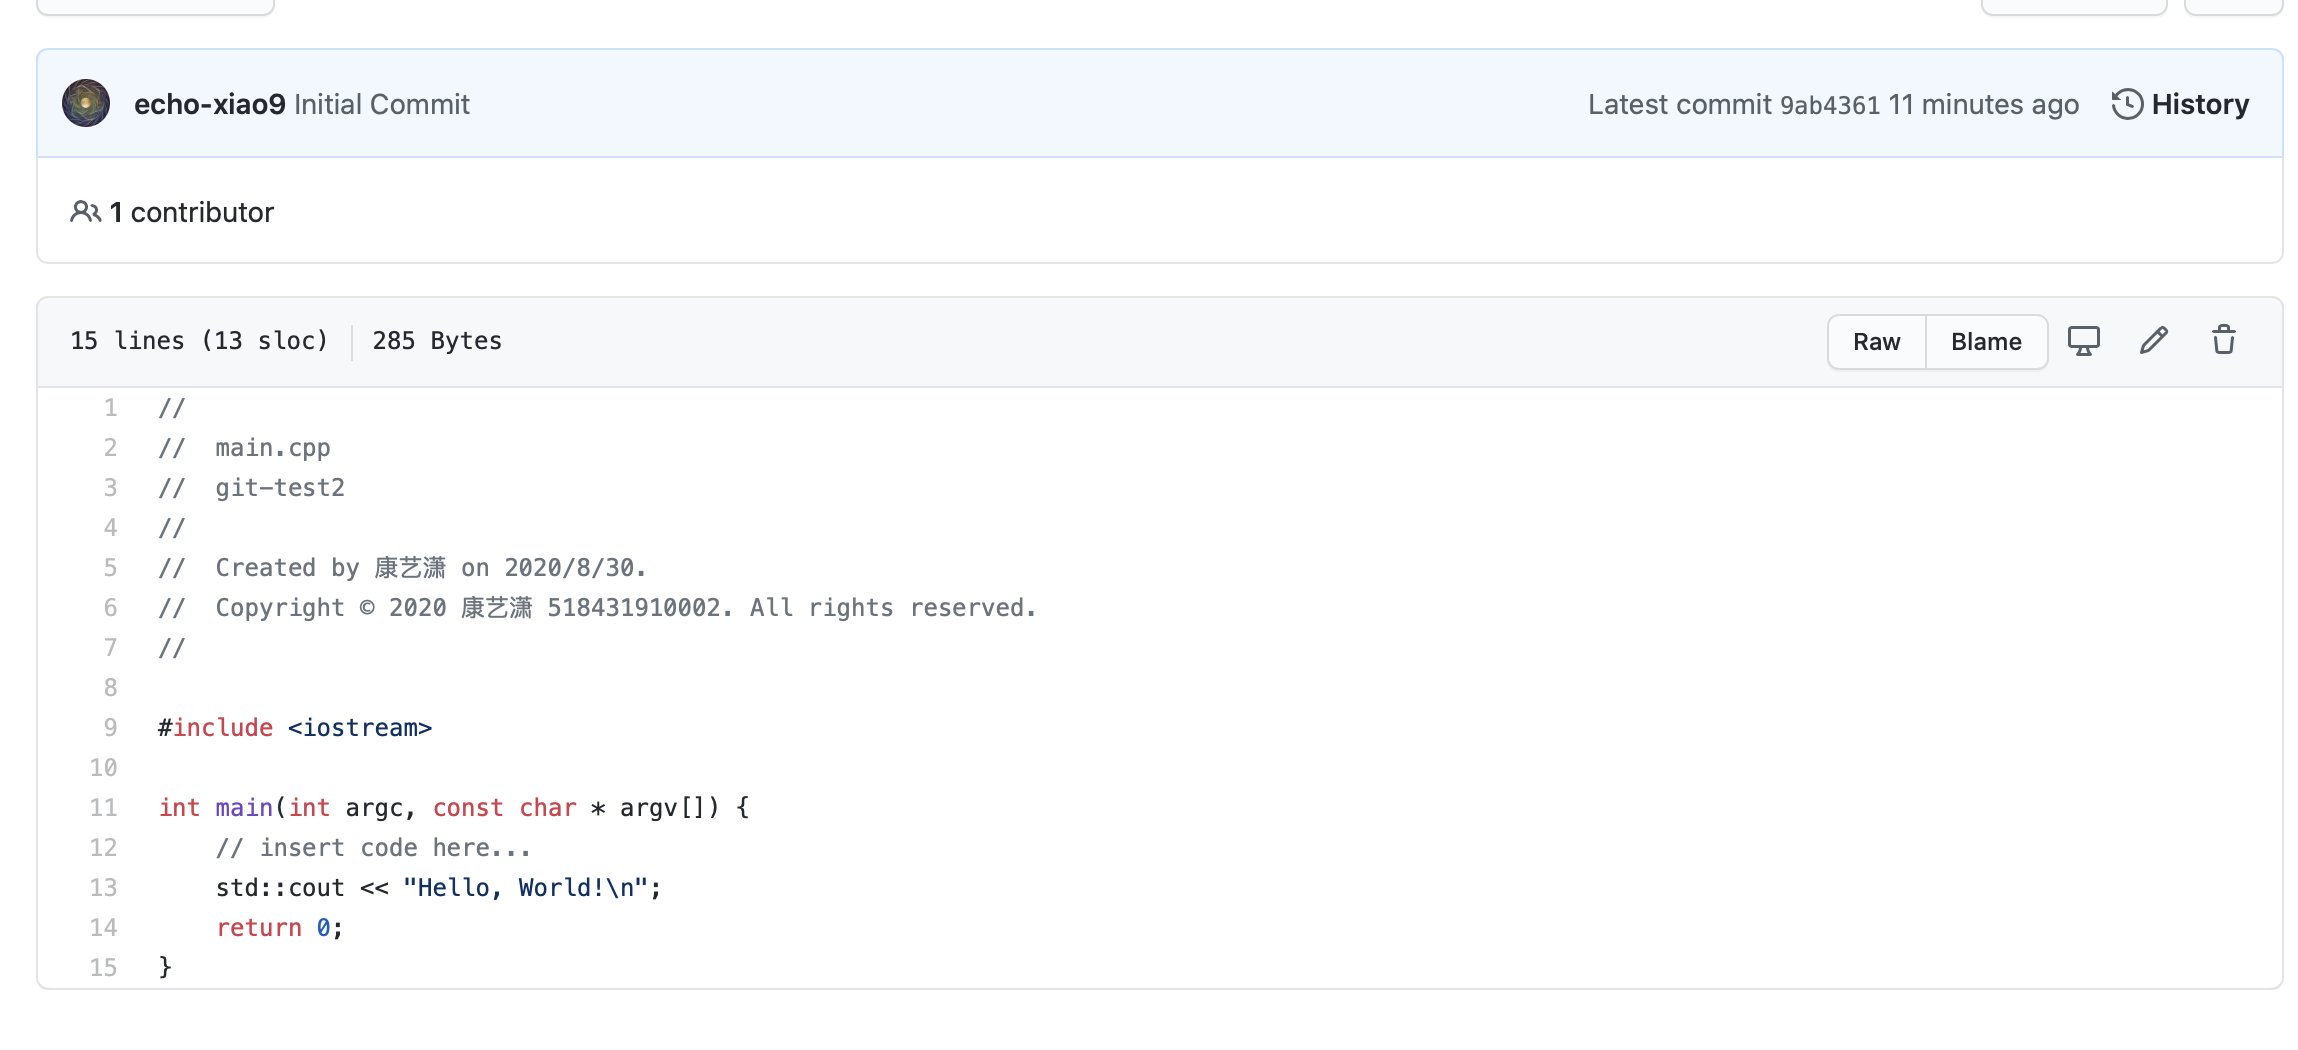 echo-xiao9 Initial Commit
Latest commit 9ab4361 11 minutes ago
History
1 contributor
15 lines (13 sloc)
285 Bytes
Raw
Blame
1 //
2 //  main.cpp
3 //  git-test2
4 //
5 //  Created by 康艺潇 on 2020/8/30.
6 //  Copyright © 2020 康艺潇 518431910002. All rights reserved.
7 //
8
9 #include <iostream>
10
11 int main(int argc, const char * argv[]) {
12     // insert code here...
13     std::cout << "Hello, World!\n";
14     return 0;
15 }